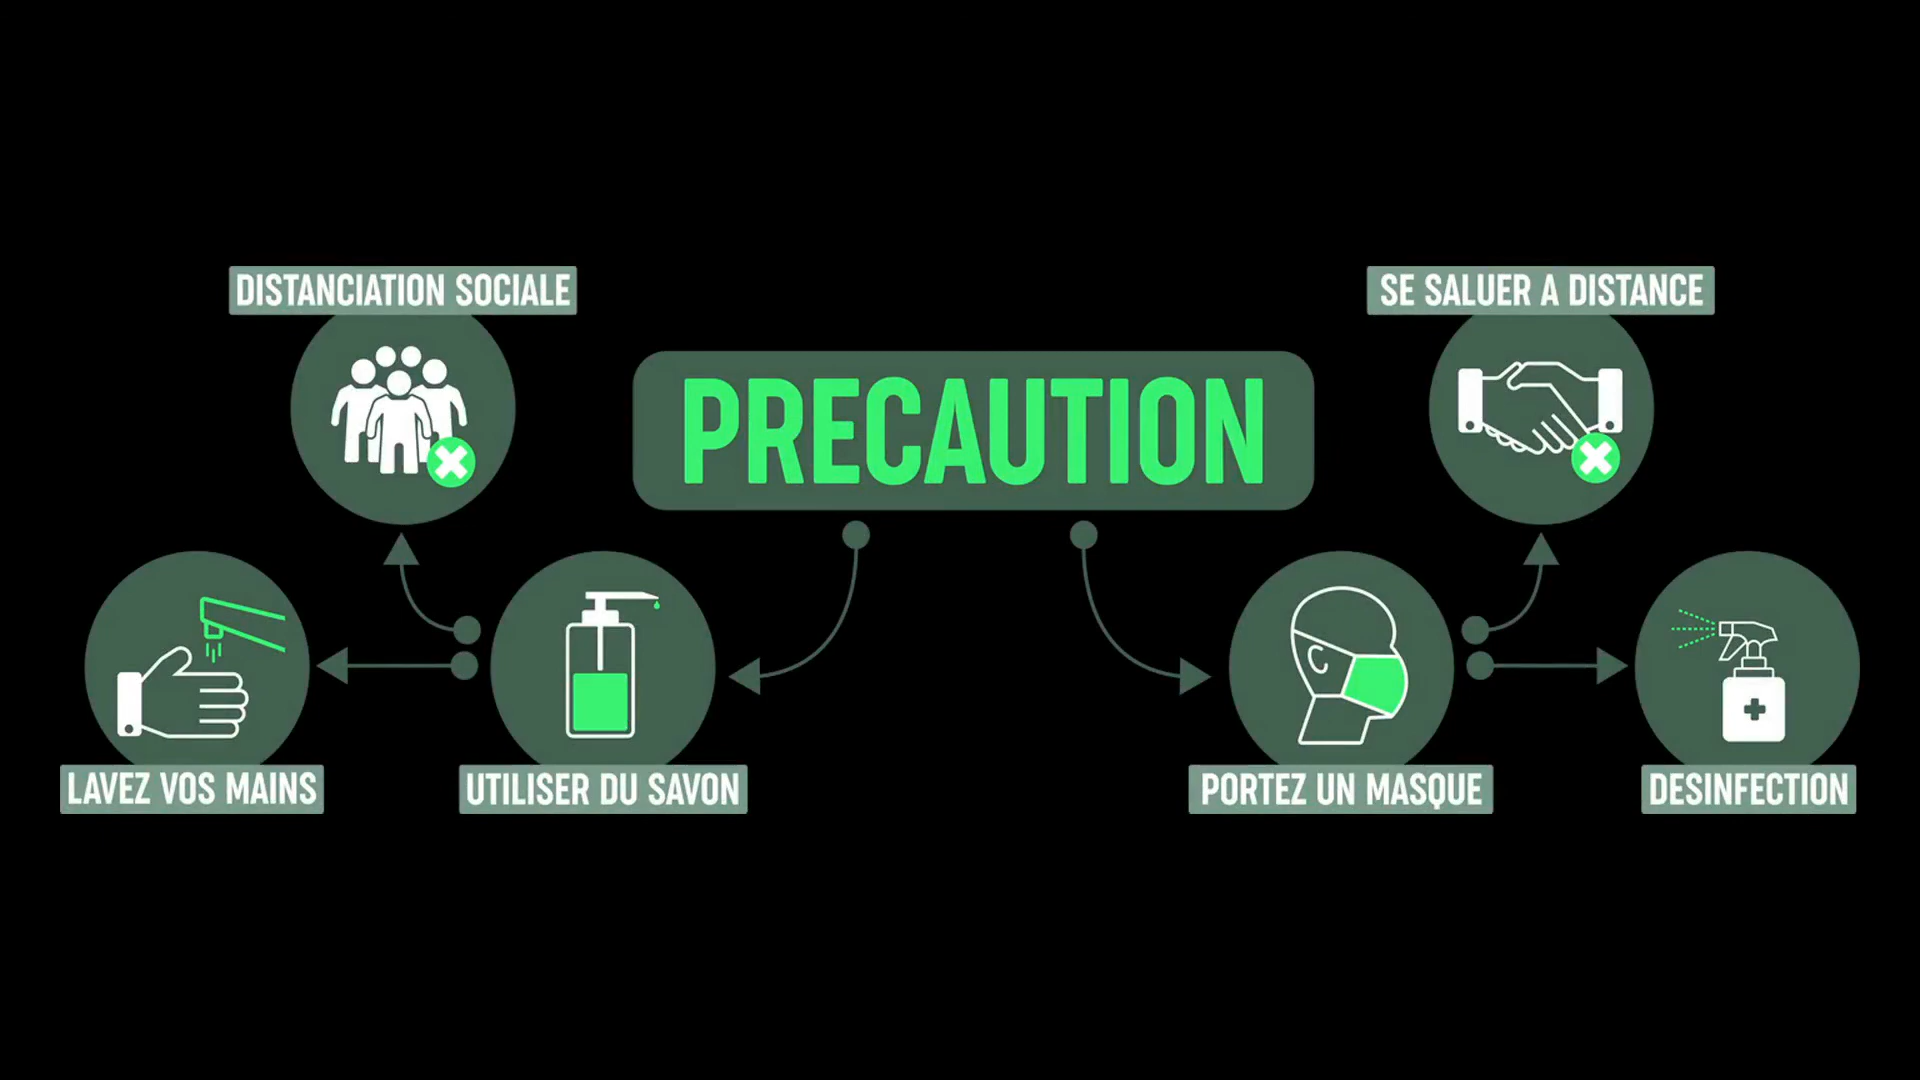 DISTANCIATION SOCIALE
SE SALUER A DISTANCE
PRECAUTION
LAVEZ VOS MAINS
UTILISER DU SAVON
PORTEZ UN MASQUE
DESINFECTION